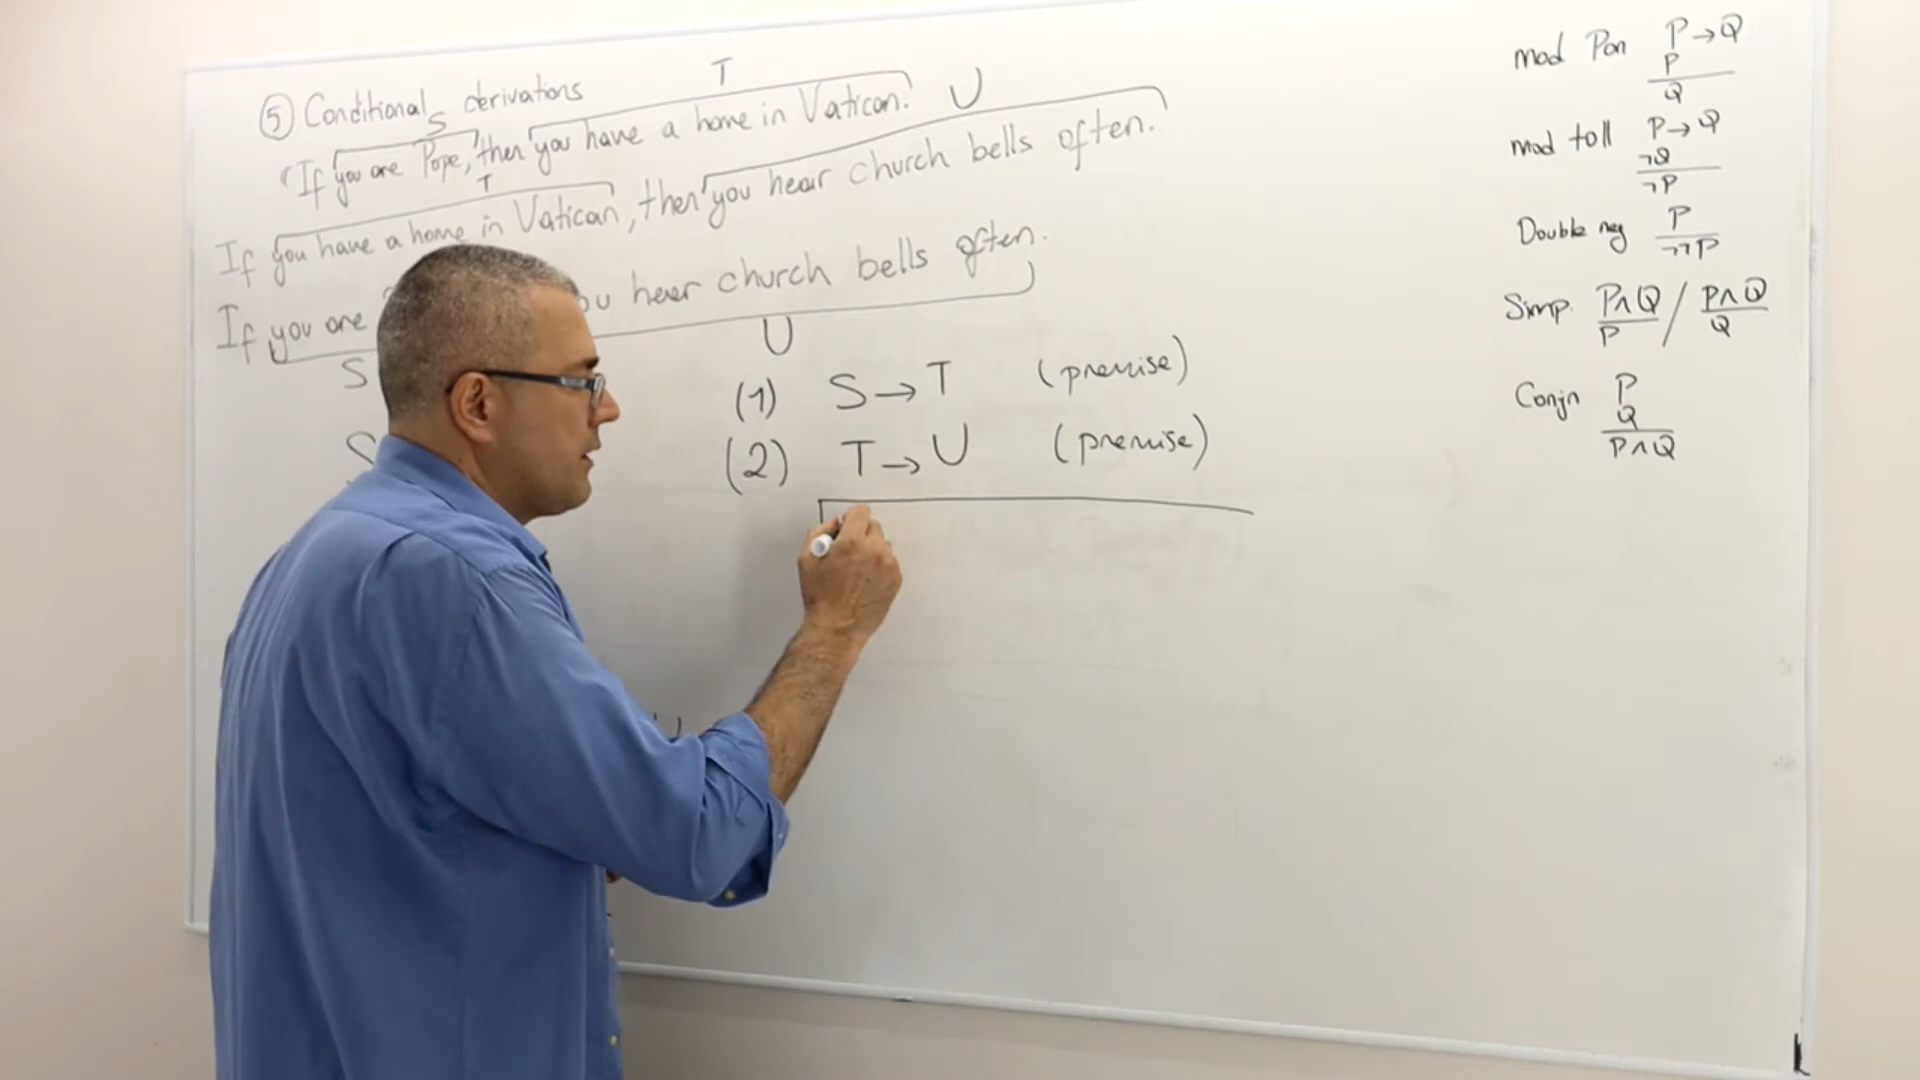 ⑤ Conditional derivations
S T
"If you are Pope, then you have a home in Vatican. U
T
If you have a home in Vatican, then you hear church bells often.
If you are ou hear church bells often.
S U
(1) S → T (premise)
(2) T → U (premise)
mod Pon P → Q
P
Q
mod toll P → Q
¬Q
¬P
Double neg P
¬¬P
Simp. P∧Q / P∧Q
P Q
Conjn P
Q
P∧Q